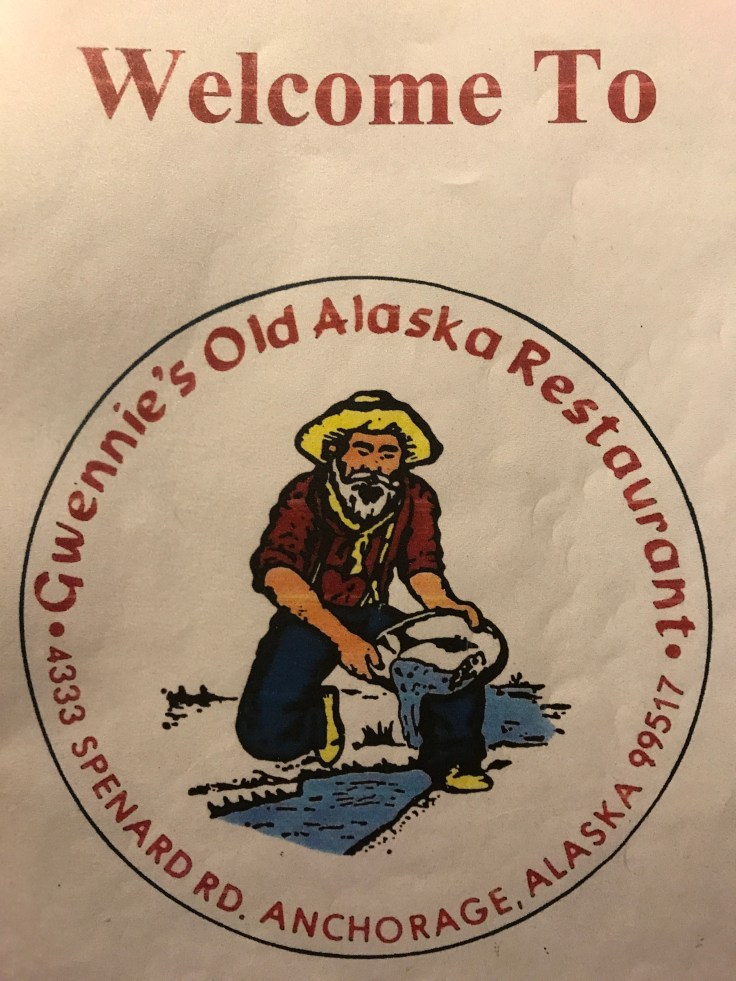 Welcome To
Gwennie's Old Alaska Restaurant
• 4333 SPENARD RD. ANCHORAGE, ALASKA 99517 •